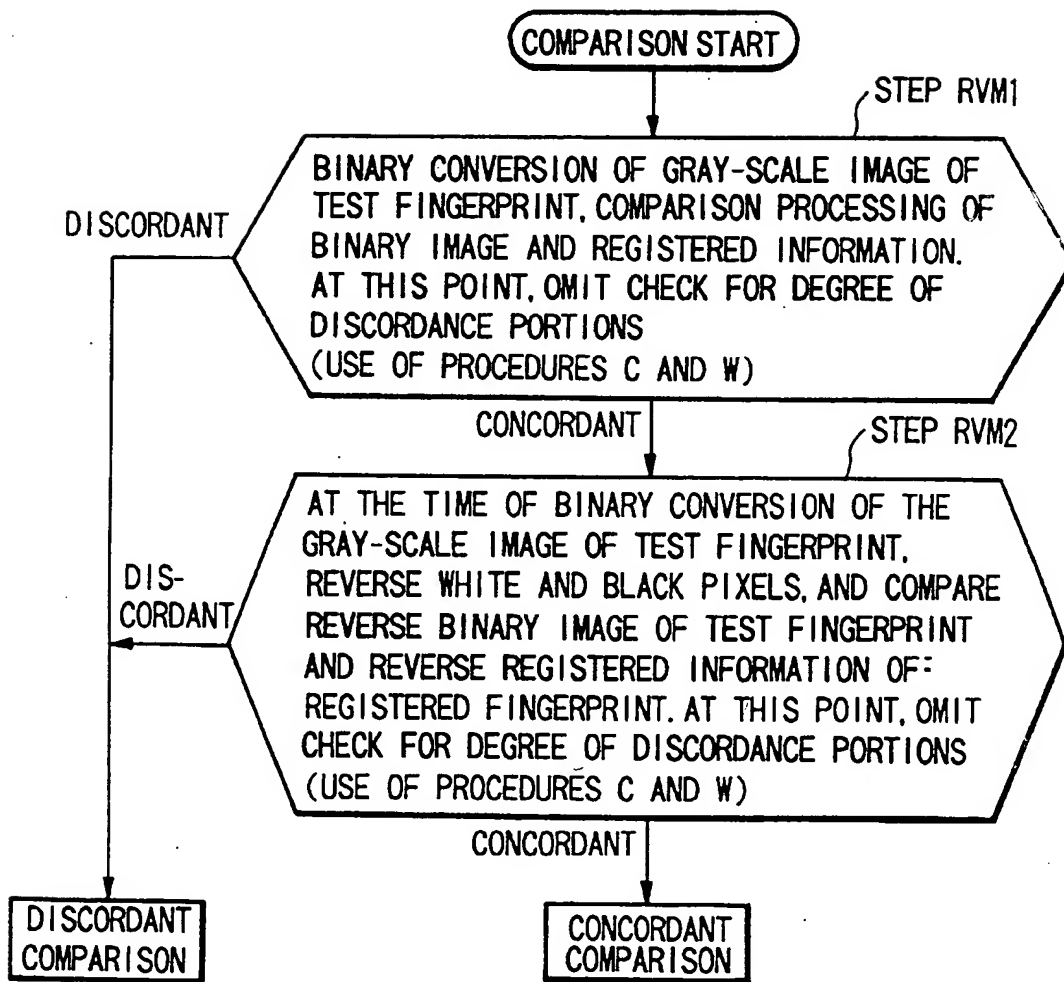 COMPARISON START
STEP RVM1
BINARY CONVERSION OF GRAY-SCALE IMAGE OF
TEST FINGERPRINT, COMPARISON PROCESSING OF
BINARY IMAGE AND REGISTERED INFORMATION.
AT THIS POINT, OMIT CHECK FOR DEGREE OF
DISCORDANCE PORTIONS
(USE OF PROCEDURES C AND W)
DISCORDANT
CONCORDANT
STEP RVM2
AT THE TIME OF BINARY CONVERSION OF THE
GRAY-SCALE IMAGE OF TEST FINGERPRINT,
REVERSE WHITE AND BLACK PIXELS, AND COMPARE
REVERSE BINARY IMAGE OF TEST FINGERPRINT
AND REVERSE REGISTERED INFORMATION OF
REGISTERED FINGERPRINT. AT THIS POINT, OMIT
CHECK FOR DEGREE OF DISCORDANCE PORTIONS
(USE OF PROCEDURES C AND W)
DIS-
CORDANT
CONCORDANT
DISCORDANT
COMPARISON
CONCORDANT
COMPARISON